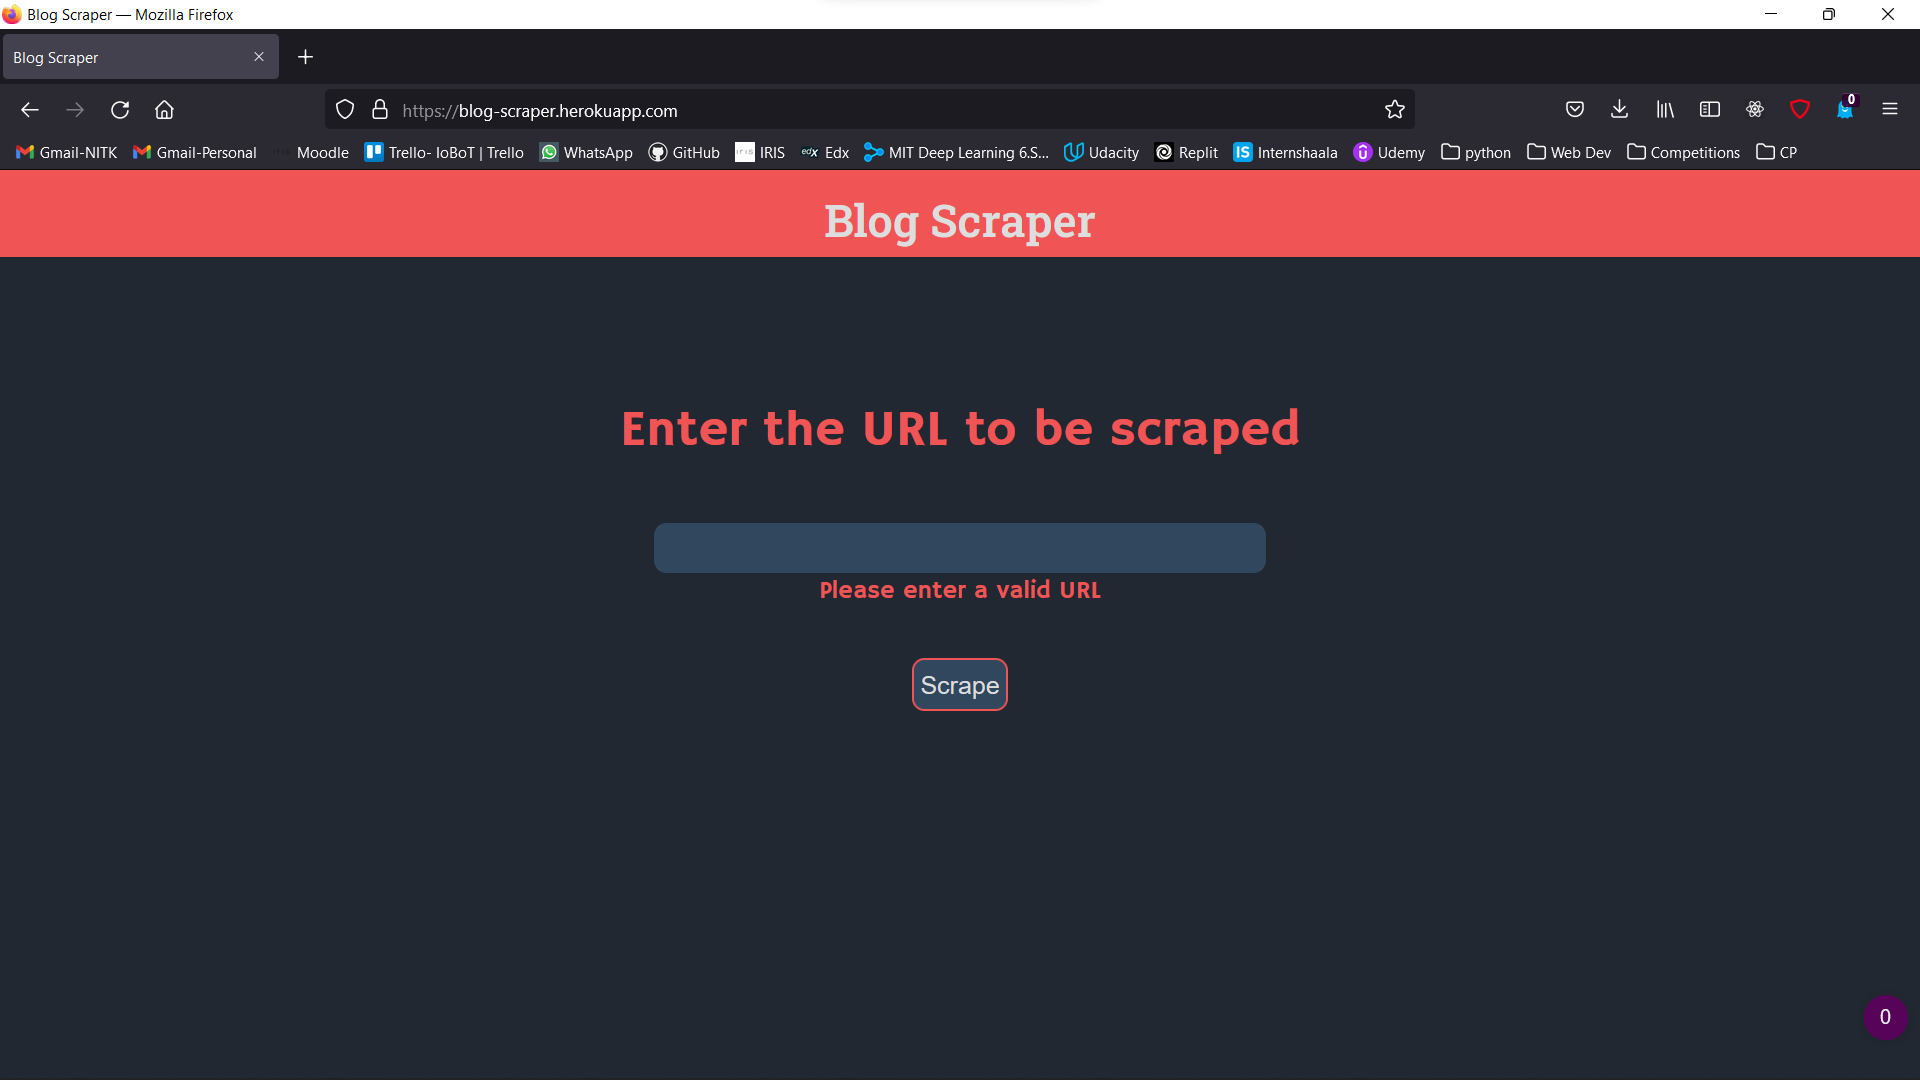 Blog Scraper — Mozilla Firefox
Blog Scraper
https://blog-scraper.herokuapp.com
0
Gmail-NITK Gmail-Personal Moodle Trello- IoBoT | Trello WhatsApp GitHub IRIS edx Edx MIT Deep Learning 6.S... Udacity Replit IS Internshaala Udemy python Web Dev Competitions CP
Blog Scraper
Enter the URL to be scraped
Please enter a valid URL
Scrape
0